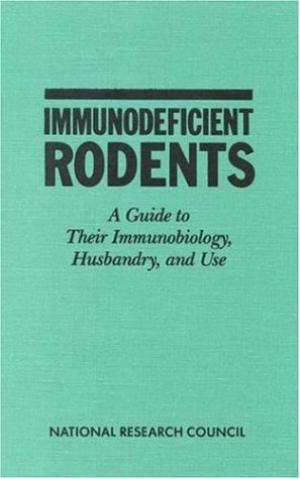 IMMUNODEFICIENT
RODENTS
A Guide to
Their Immunobiology,
Husbandry, and Use
NATIONAL RESEARCH COUNCIL